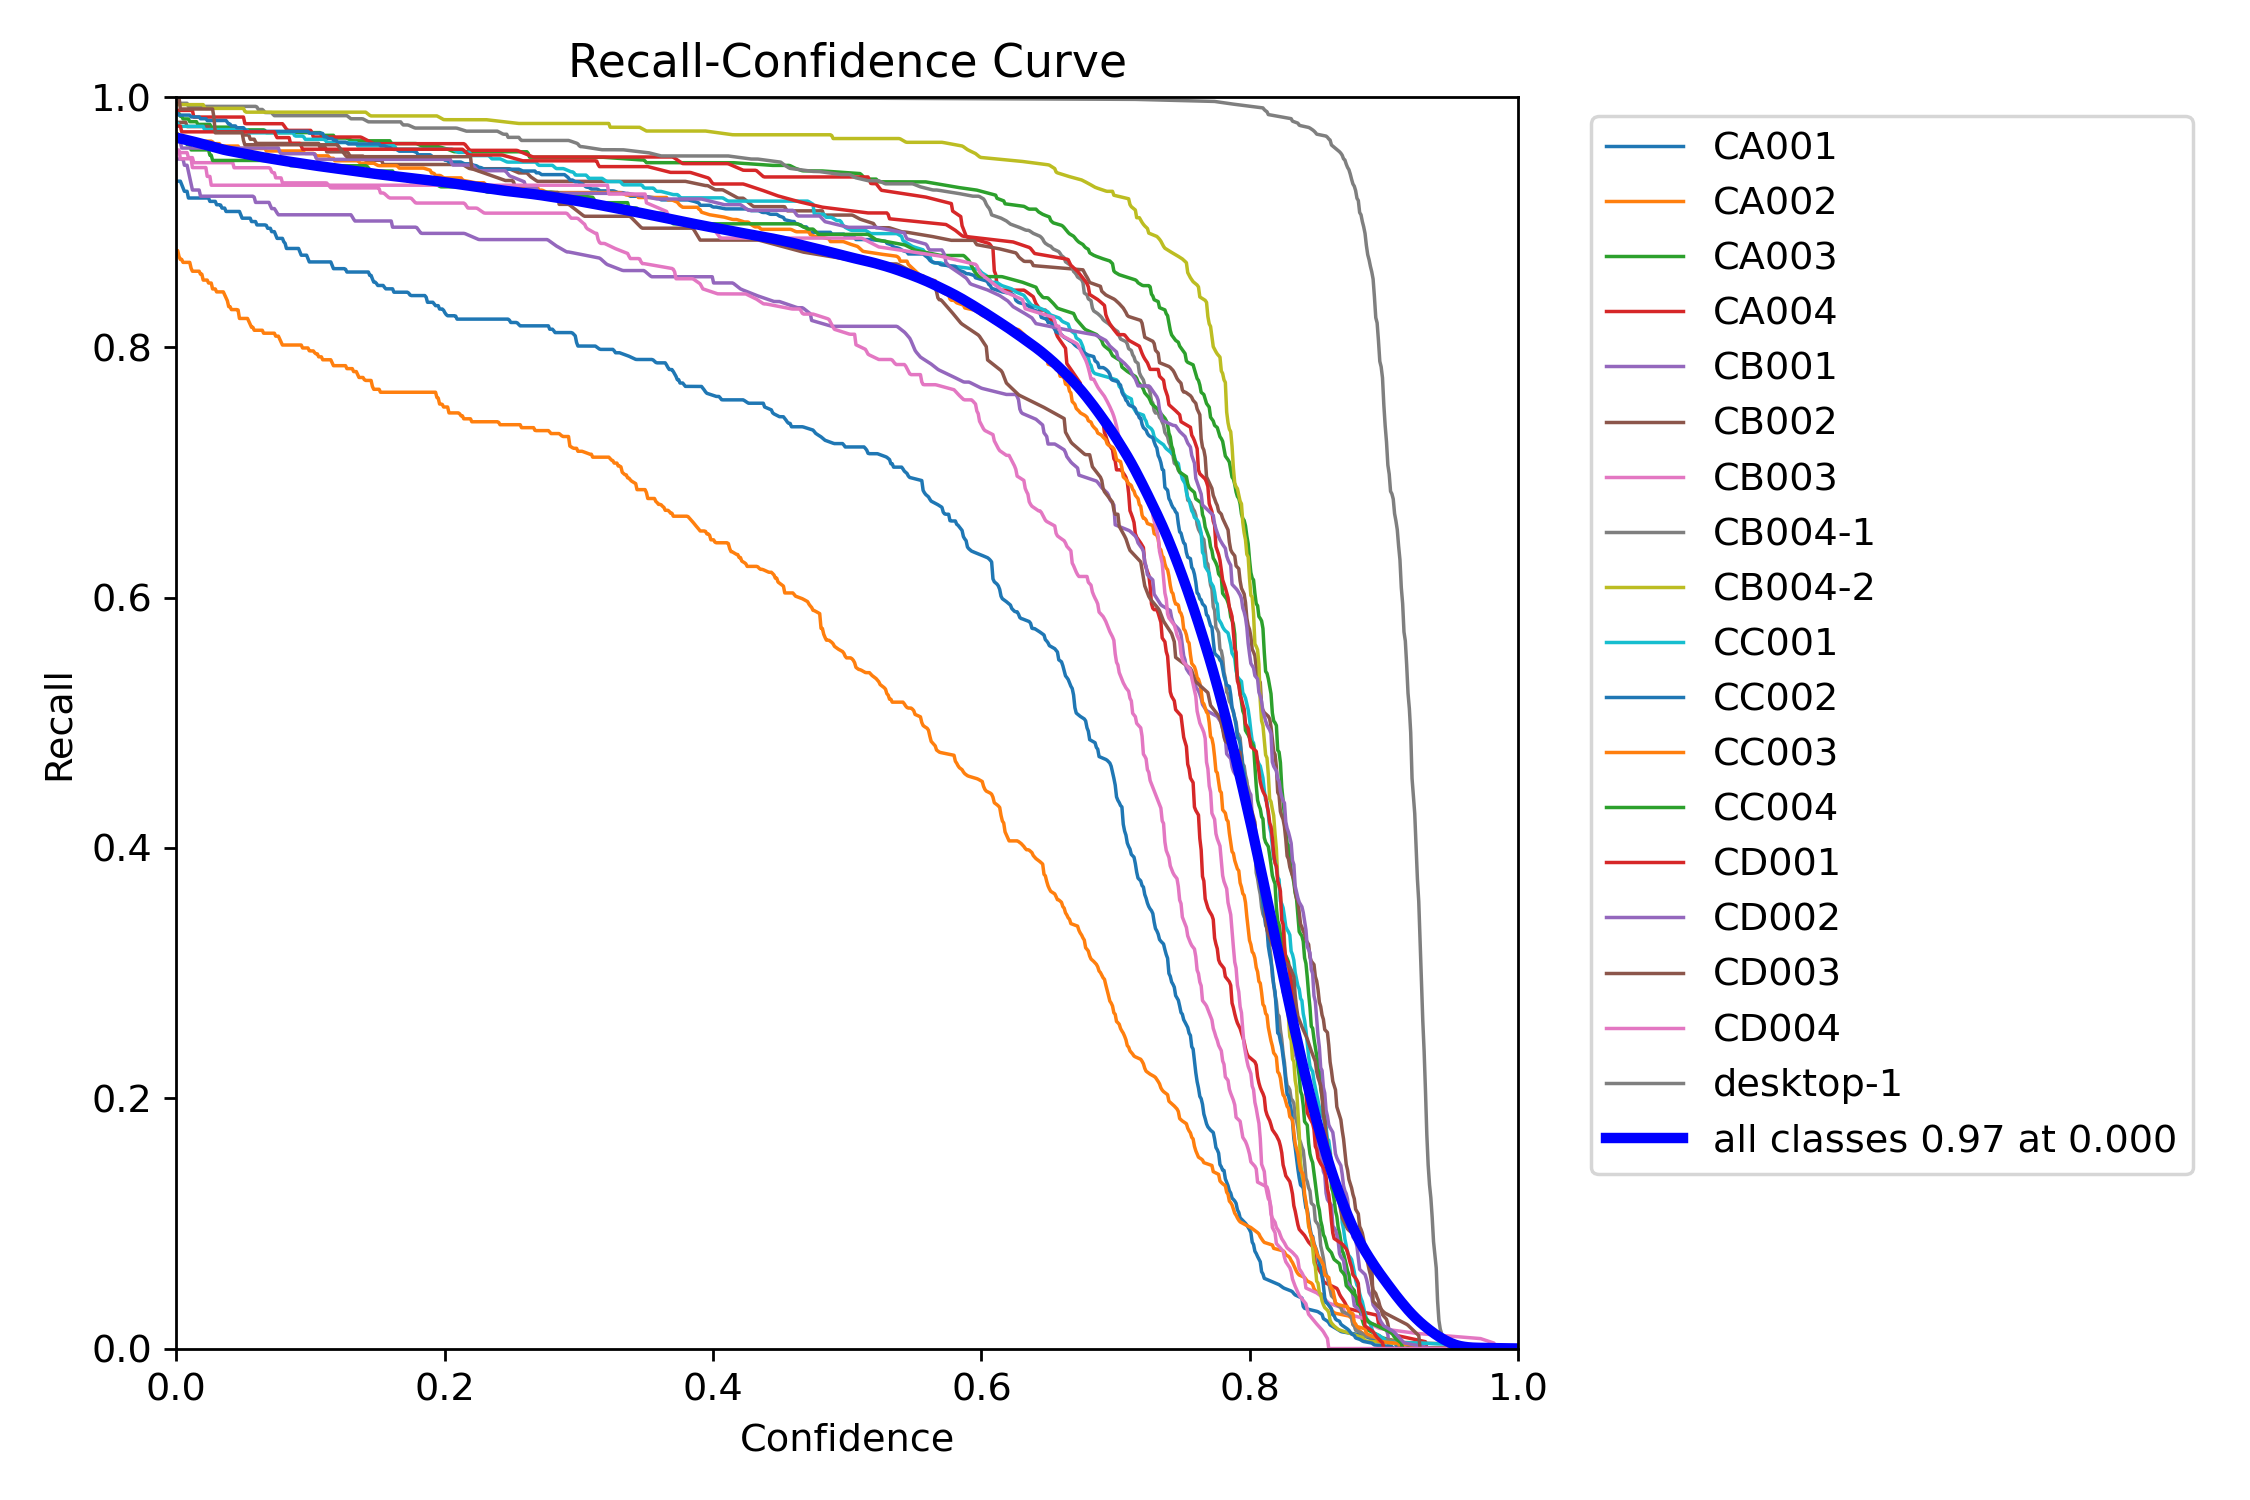 Recall-Confidence Curve
1.0
0.8
0.6
0.4
0.2
0.0
Recall
0.0 0.2 0.4 0.6 0.8 1.0
Confidence
CA001
CA002
CA003
CA004
CB001
CB002
CB003
CB004-1
CB004-2
CC001
CC002
CC003
CC004
CD001
CD002
CD003
CD004
desktop-1
all classes 0.97 at 0.000